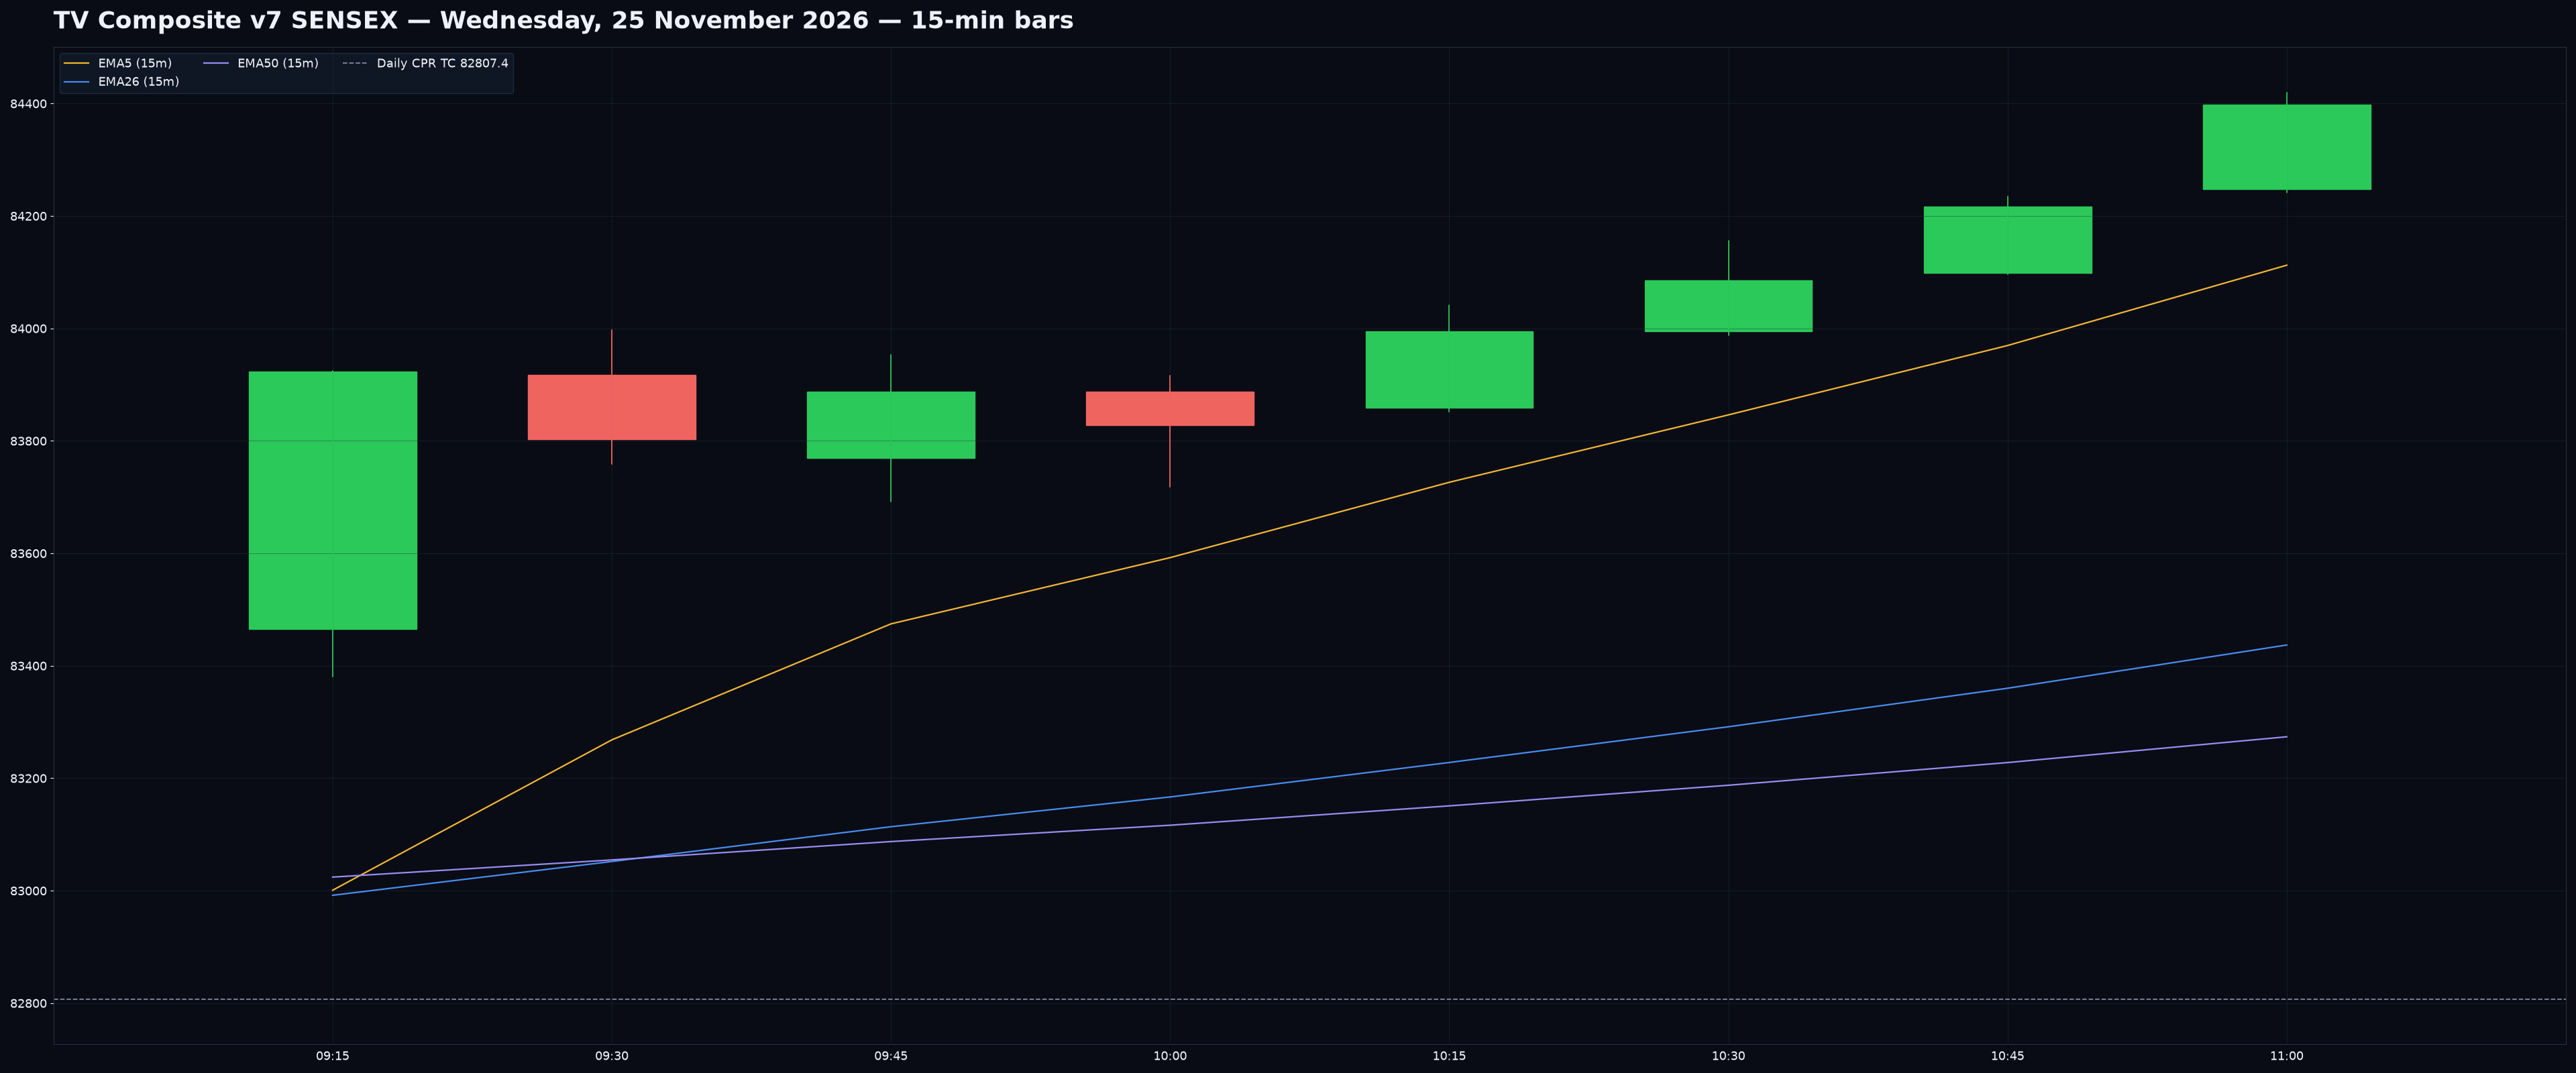 TV Composite v7 SENSEX — Wednesday, 25 November 2026 — 15-min bars
EMA5 (15m) EMA50 (15m) Daily CPR TC 82807.4
EMA26 (15m)
84400
84200
84000
83800
83600
83400
83200
83000
82800
09:15 09:30 09:45 10:00 10:15 10:30 10:45 11:00